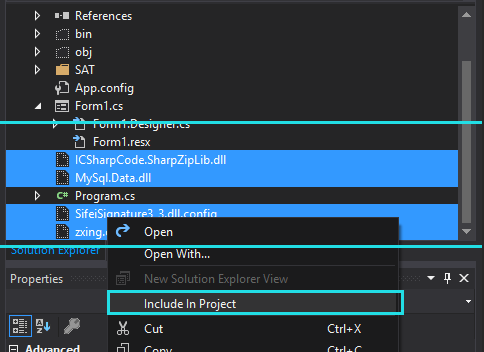 References
bin
obj
SAT
App.config
Form1.cs
Form1.Designer.cs
Form1.resx
ICSharpCode.SharpZipLib.dll
MySql.Data.dll
C# Program.cs
SifeiSignature3_3.dll.config
zxing.
Open
Solution Explorer
Open With...
Properties
New Solution Explorer View
Include In Project
Cut Ctrl+X
Copy Ctrl+C
Advanced